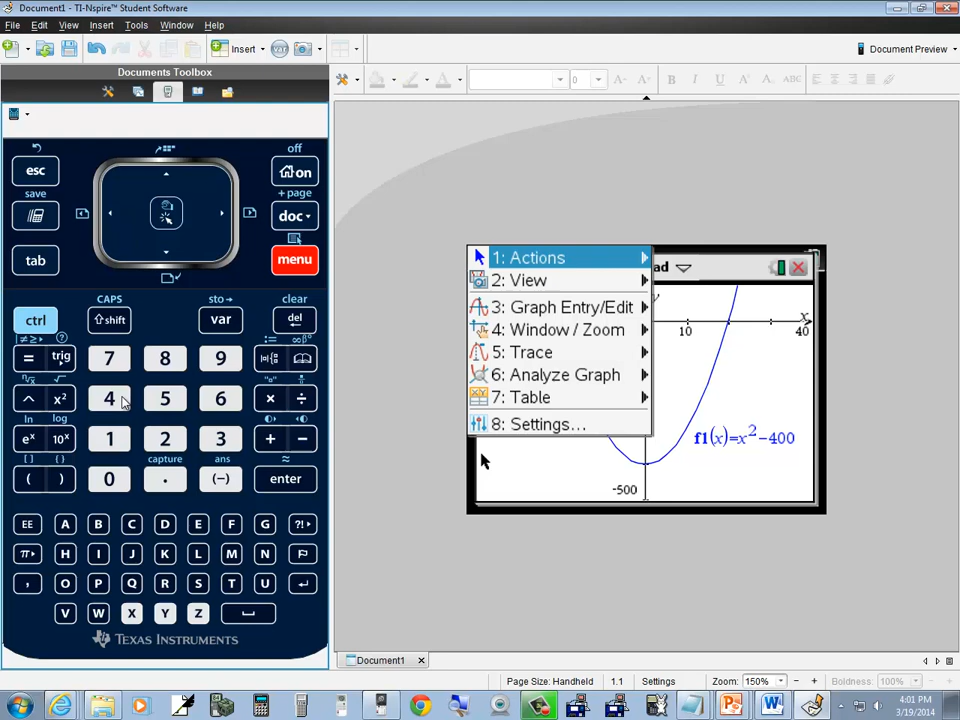 Document1 - TI-Nspire™ Student Software
File Edit View Insert Tools Window Help
Insert
Document Preview
Documents Toolbox
0
B I U
ABC
off
esc
on
save
+ page
doc
tab
menu
CAPS
sto→
clear
ctrl
⇧shift
var
del
|≠≥► ?
:= ∞β°
= trig 7 8 9
ⁿ√x √
^ x² 4 5 6 × ÷
ln log
eˣ 10ˣ 1 2 3 + −
[ ] { } capture ans ≈
( ) 0 . (−) enter
EE A B C D E F G ?!▸
π▸ H I J K L M N
, O P Q R S T U
V W X Y Z
TEXAS INSTRUMENTS
1: Actions
2: View
3: Graph Entry/Edit
4: Window / Zoom
5: Trace
6: Analyze Graph
7: Table
8: Settings…
ad
y
x
10
40
f1(x)=x²−400
-500
Document1
Page Size: Handheld 1.1 Settings Zoom: 150% − + Boldness: 100% − +
4:01 PM
3/19/2014